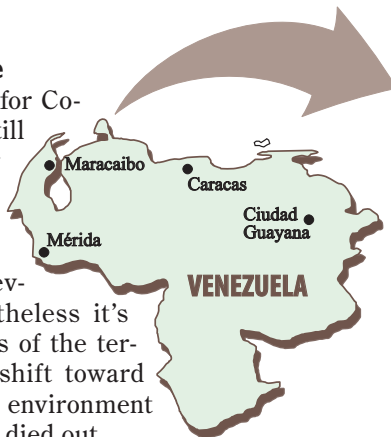 e
for Co-
till
Maracaibo
Caracas
Ciudad
Guayana
Mérida
ev-
VENEZUELA
theless it's
s of the ter-
shift toward
environment
died out